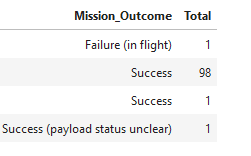 Mission_Outcome Total
Failure (in flight) 1
Success 98
Success 1
Success (payload status unclear) 1